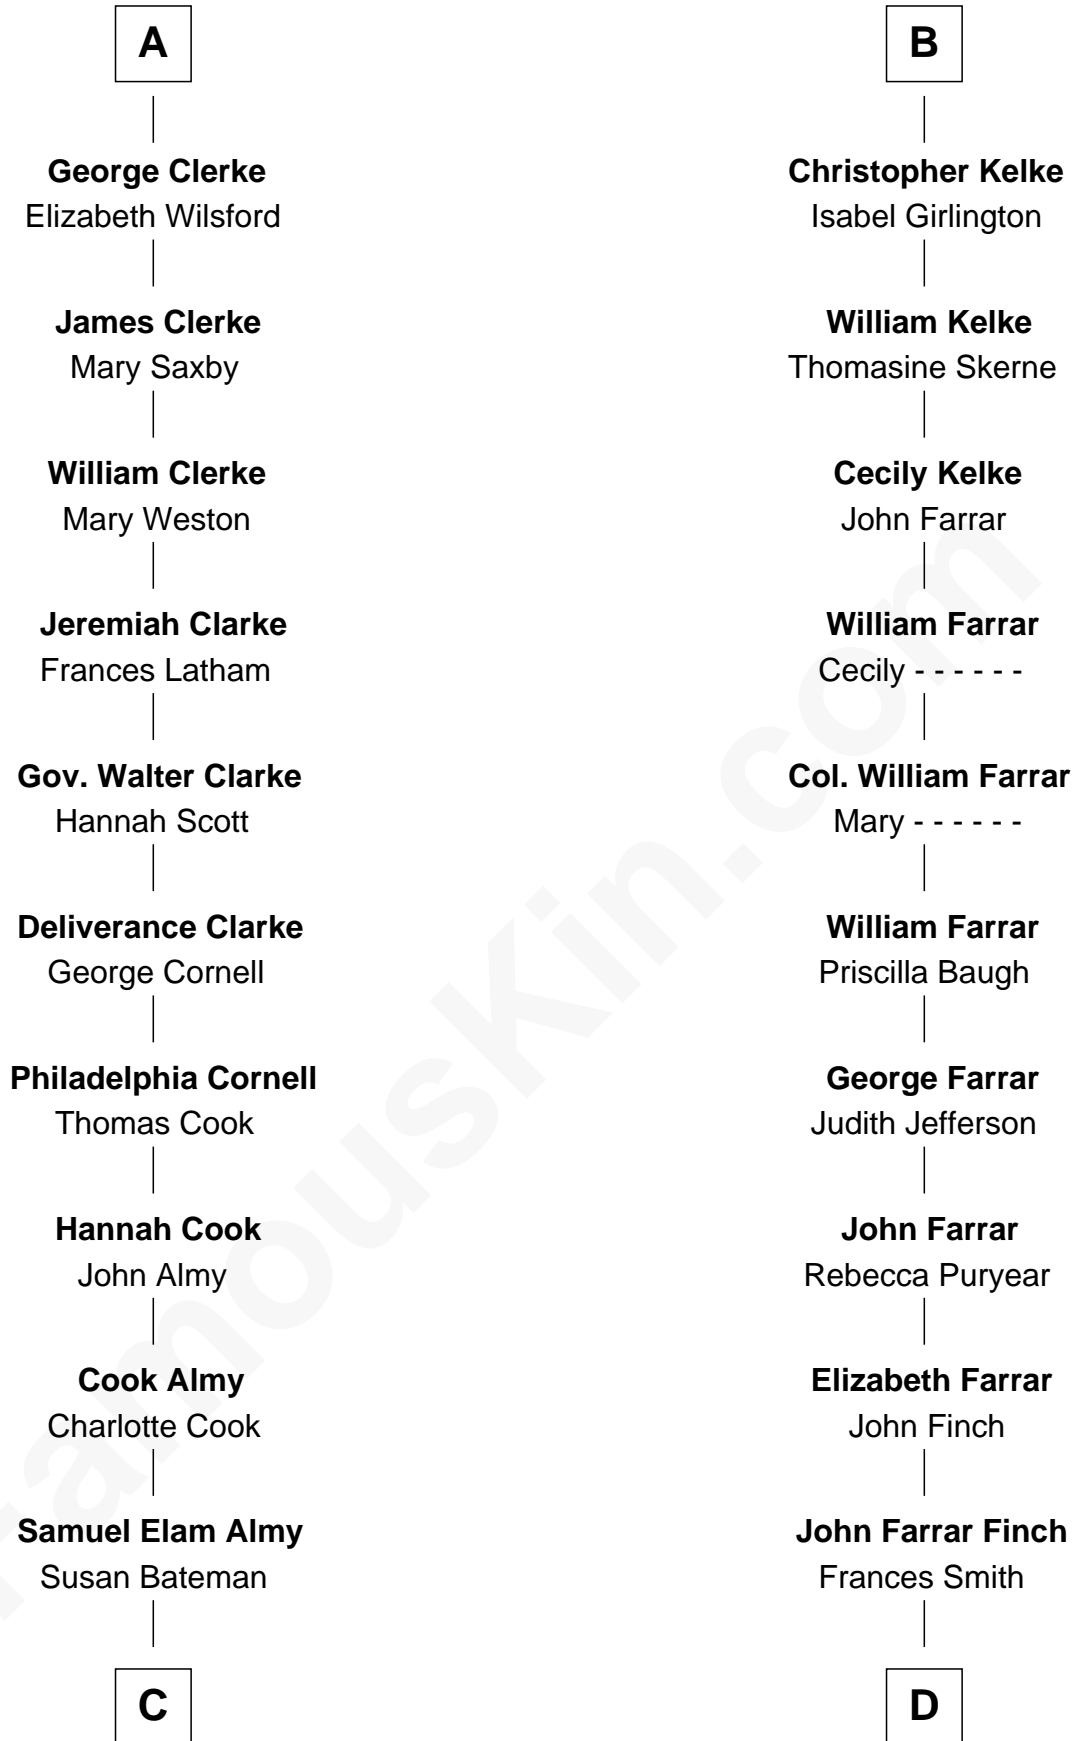 A
George Clerke
Elizabeth Wilsford
James Clerke
Mary Saxby
William Clerke
Mary Weston
Jeremiah Clarke
Frances Latham
Gov. Walter Clarke
Hannah Scott
Deliverance Clarke
George Cornell
Philadelphia Cornell
Thomas Cook
Hannah Cook
John Almy
Cook Almy
Charlotte Cook
Samuel Elam Almy
Susan Bateman
C
B
Christopher Kelke
Isabel Girlington
William Kelke
Thomasine Skerne
Cecily Kelke
John Farrar
William Farrar
Cecily - - - - - -
Col. William Farrar
Mary - - - - - -
William Farrar
Priscilla Baugh
George Farrar
Judith Jefferson
John Farrar
Rebecca Puryear
Elizabeth Farrar
John Finch
John Farrar Finch
Frances Smith
D
FamousKin.com